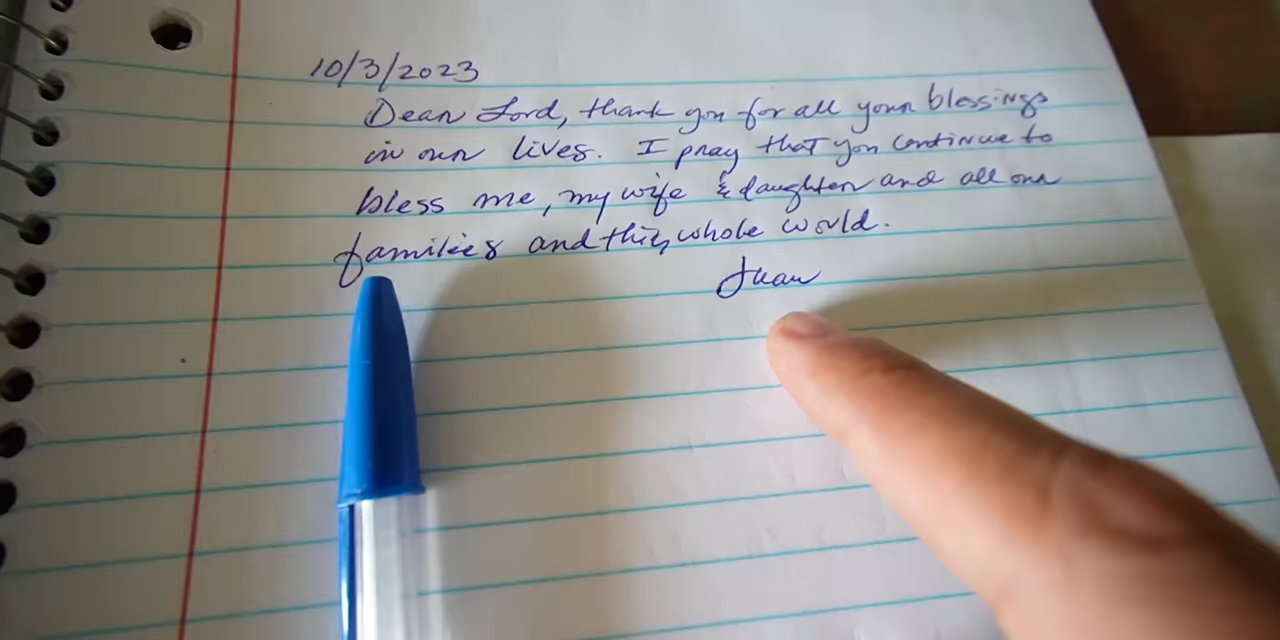 10/3/2023
Dear Lord, thank you for all your blessings
in our lives. I pray that you continue to
bless me, my wife & daughter and all our
families and this whole world.
Juan